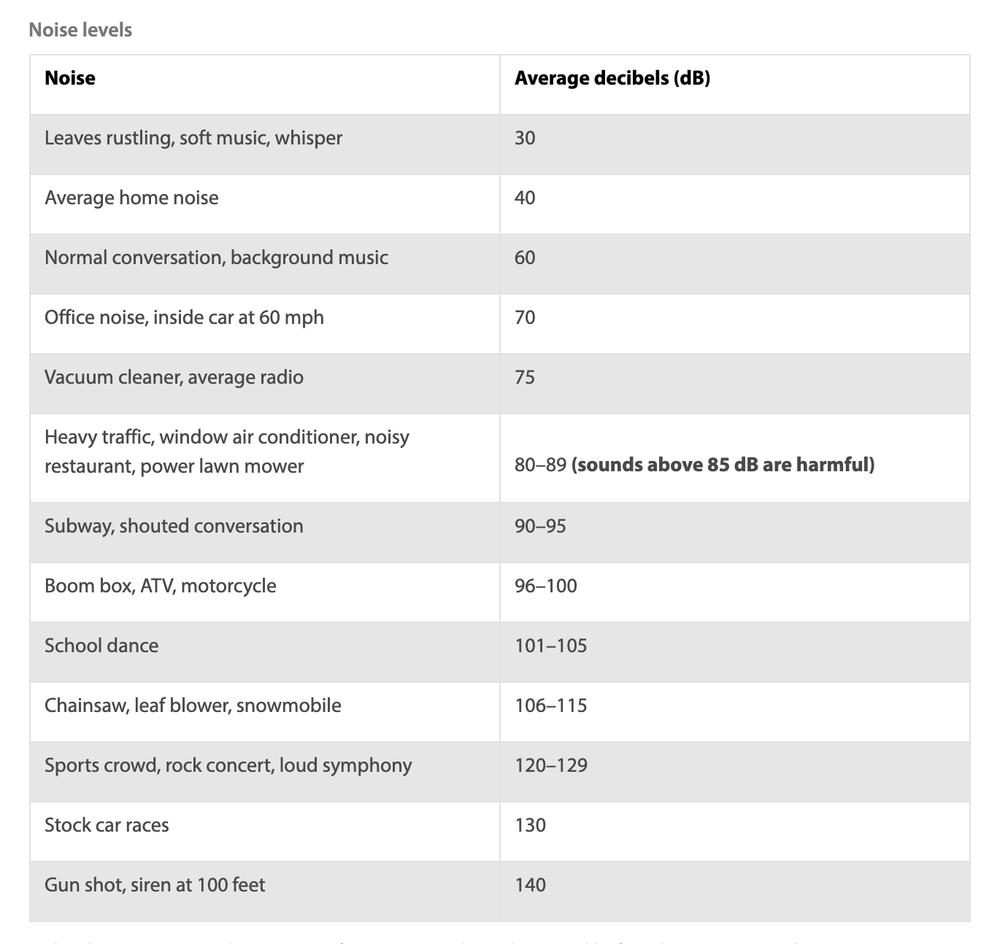 Noise levels
Noise
Average decibels (dB)
Leaves rustling, soft music, whisper
30
Average home noise
40
Normal conversation, background music
60
Office noise, inside car at 60 mph
70
Vacuum cleaner, average radio
75
Heavy traffic, window air conditioner, noisy
restaurant, power lawn mower
80–89 (sounds above 85 dB are harmful)
Subway, shouted conversation
90–95
Boom box, ATV, motorcycle
96–100
School dance
101–105
Chainsaw, leaf blower, snowmobile
106–115
Sports crowd, rock concert, loud symphony
120–129
Stock car races
130
Gun shot, siren at 100 feet
140